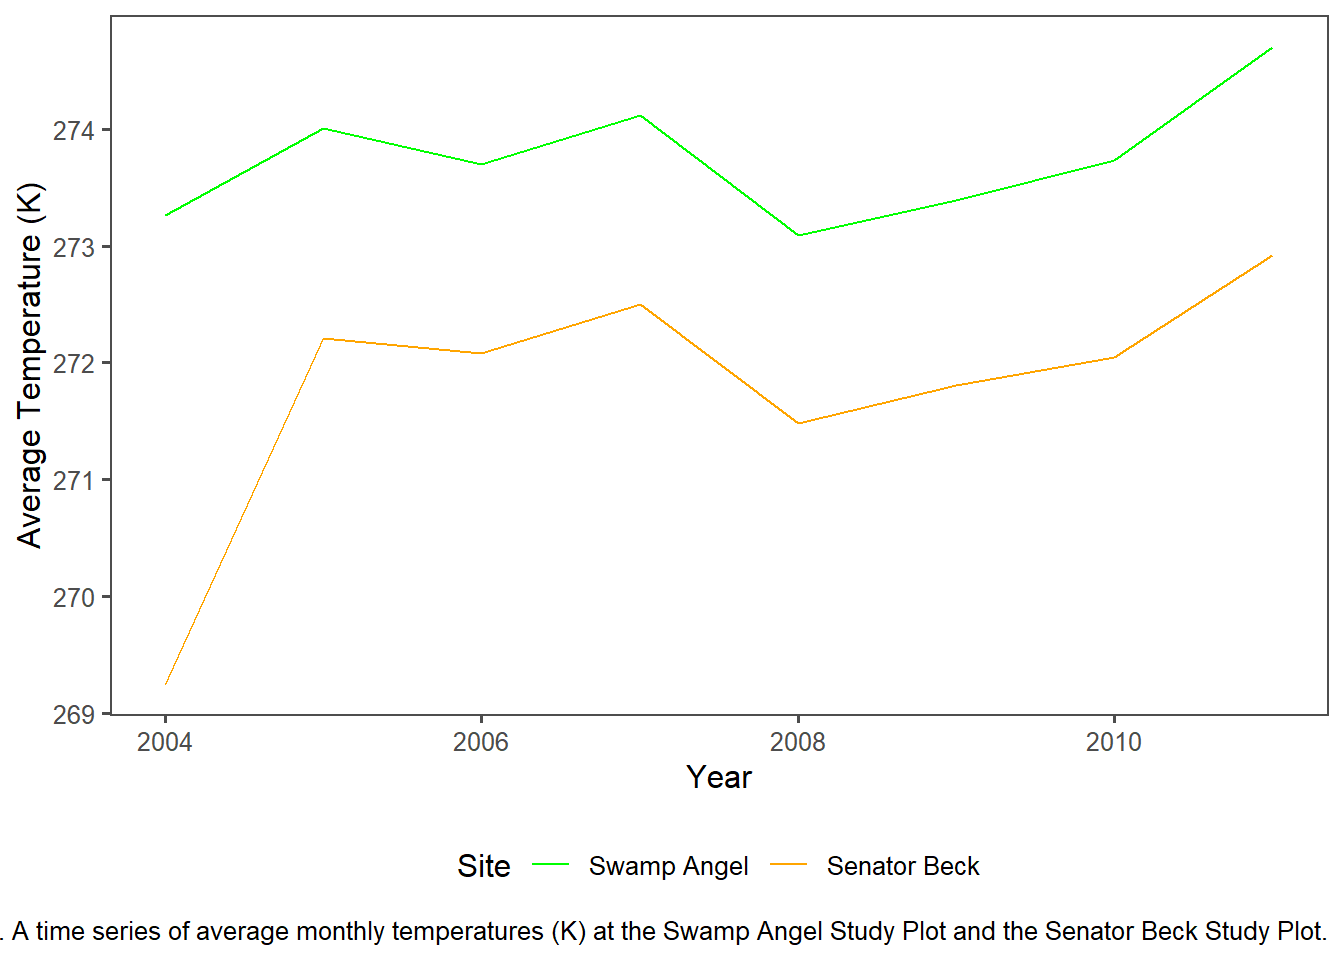 274
273
272
271
270
269
Average Temperature (K)
2004 2006 2008 2010
Year
Site Swamp Angel Senator Beck
. A time series of average monthly temperatures (K) at the Swamp Angel Study Plot and the Senator Beck Study Plot.